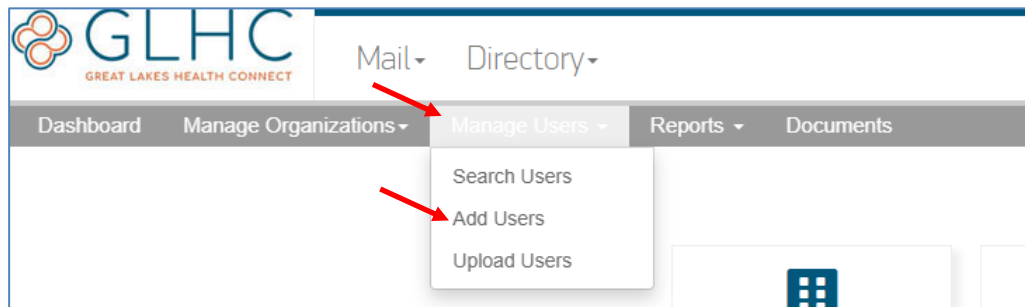 GLHC
GREAT LAKES HEALTH CONNECT
Mail Directory
Dashboard Manage Organizations Manage Users Reports Documents
Search Users
Add Users
Upload Users